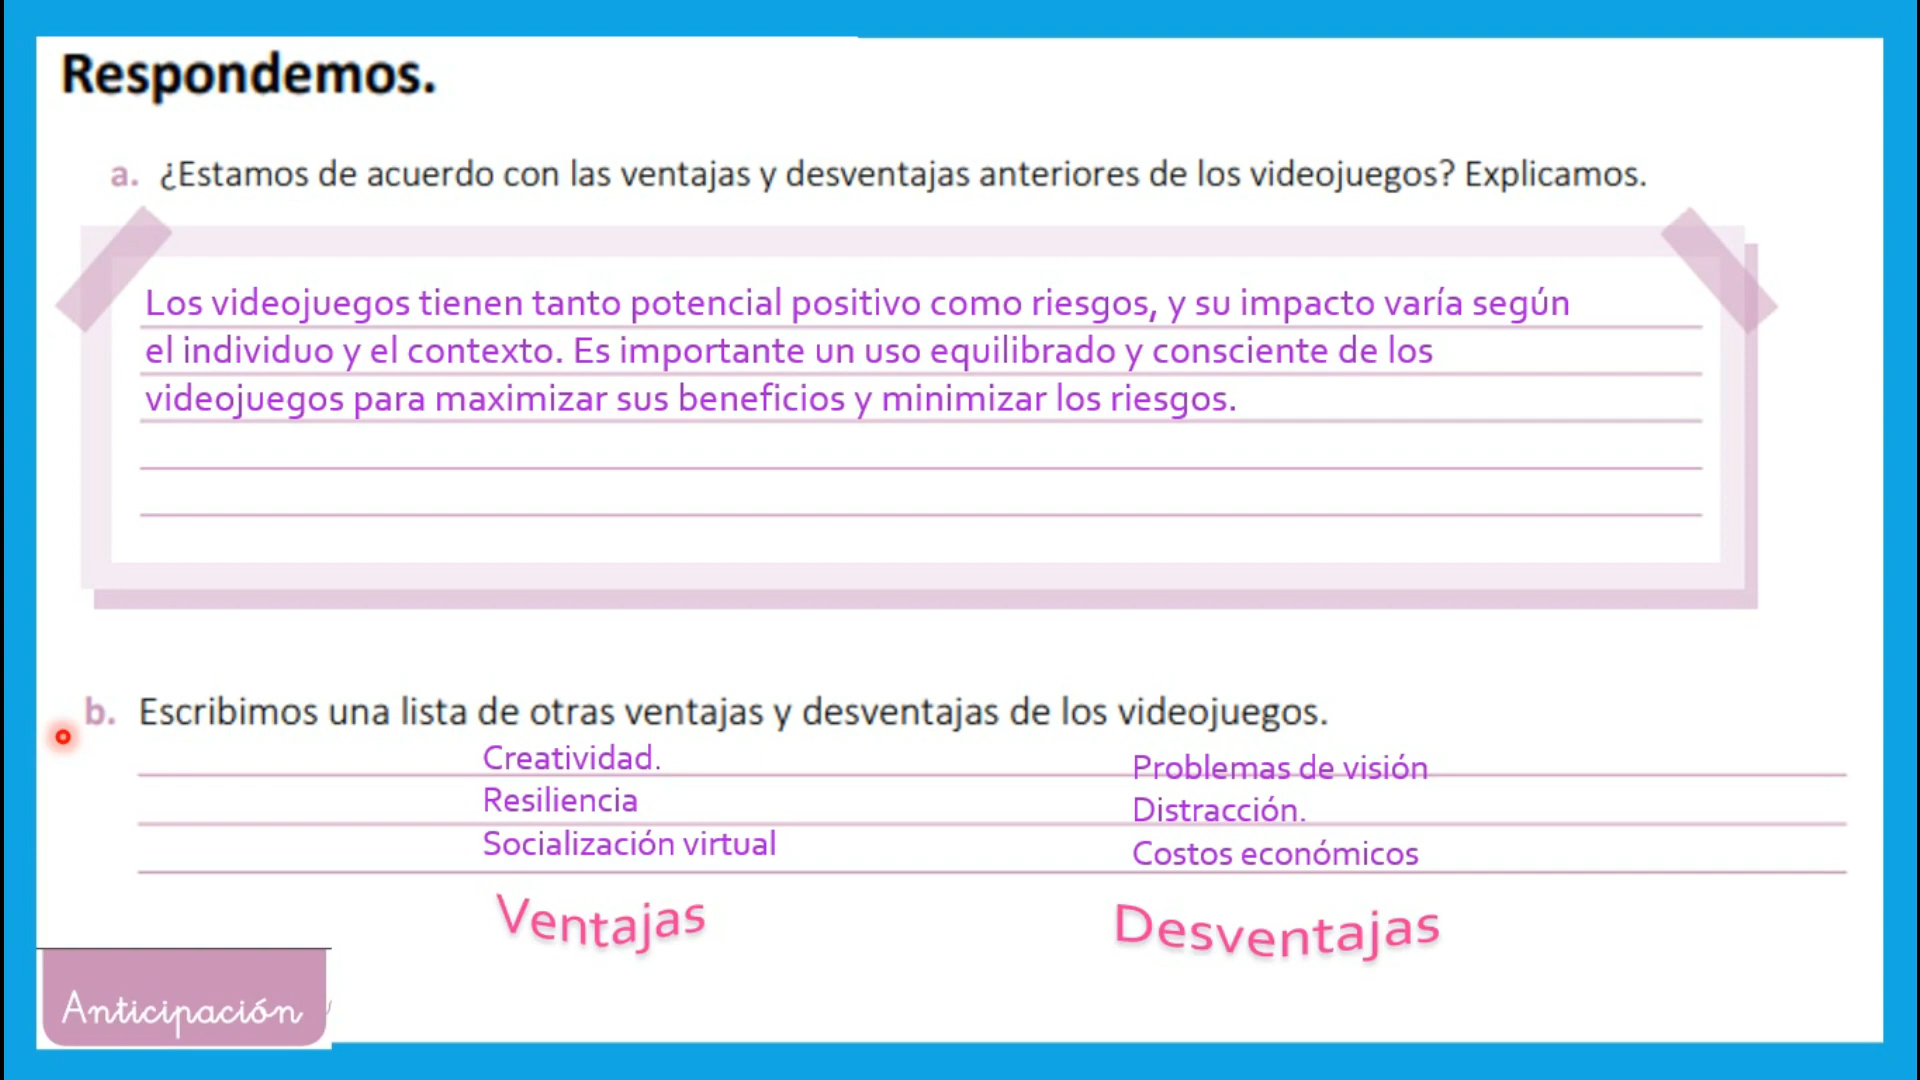 Respondemos.
a. ¿Estamos de acuerdo con las ventajas y desventajas anteriores de los videojuegos? Explicamos.
Los videojuegos tienen tanto potencial positivo como riesgos, y su impacto varía según
el individuo y el contexto. Es importante un uso equilibrado y consciente de los
videojuegos para maximizar sus beneficios y minimizar los riesgos.
b. Escribimos una lista de otras ventajas y desventajas de los videojuegos.
Creatividad.
Resiliencia
Socialización virtual
Problemas de visión
Distracción.
Costos económicos
Ventajas
Desventajas
Anticipación